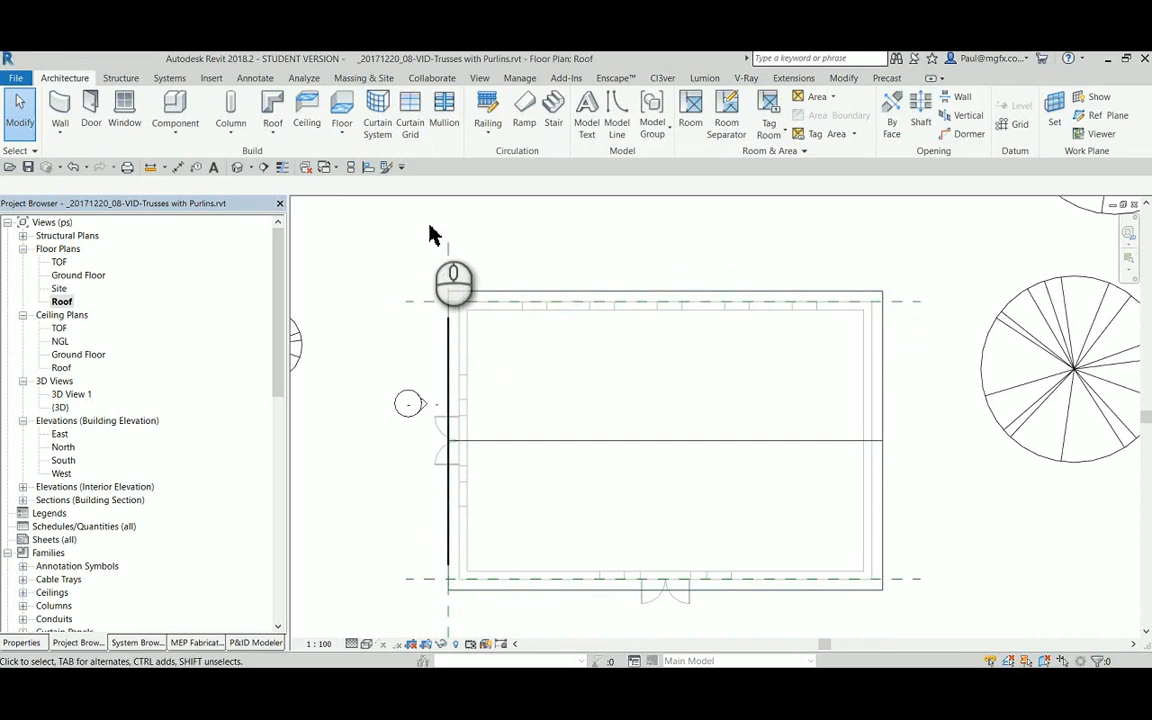 Autodesk Revit 2018.2 - STUDENT VERSION - _20171220_08-VID-Trusses with Purlins.rvt - Floor Plan: Roof
Type a keyword or phrase
Paul@mgfx.co...
File Architecture Structure Systems Insert Annotate Analyze Massing & Site Collaborate View Manage Add-Ins Enscape™ CI3ver Lumion V-Ray Extensions Modify Precast
Modify Wall Door Window Component Column Roof Ceiling Floor Curtain System Curtain Grid Mullion Railing Ramp Stair Model Text Model Line Model Group Room Room Separator Tag Room Area Area Boundary Tag Area By Face Shaft Wall Vertical Dormer Level Grid Set Show Ref Plane Viewer
Select Build Circulation Model Room & Area Opening Datum Work Plane
Project Browser - _20171220_08-VID-Trusses with Purlins.rvt
Views (ps)
Structural Plans
Floor Plans
TOF
Ground Floor
Site
Roof
Ceiling Plans
TOF
NGL
Ground Floor
Roof
3D Views
3D View 1
{3D}
Elevations (Building Elevation)
East
North
South
West
Elevations (Interior Elevation)
Sections (Building Section)
Legends
Schedules/Quantities (all)
Sheets (all)
Families
Annotation Symbols
Cable Trays
Ceilings
Columns
Conduits
Properties Project Brow... System Brow... MEP Fabricat... P&ID Modeler
1 : 100
Click to select, TAB for alternates, CTRL adds, SHIFT unselects.
:0
Main Model
:0